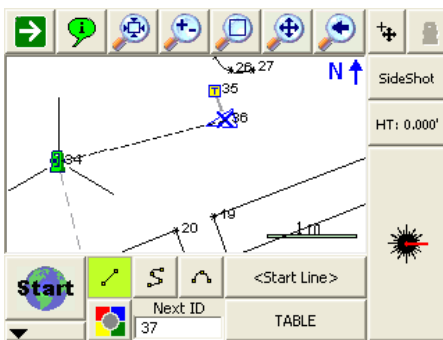 26 27
N
T 35
36
34
20
19
1 m
SideShot
HT: 0.000'
Start
<Start Line>
Next ID
37
TABLE